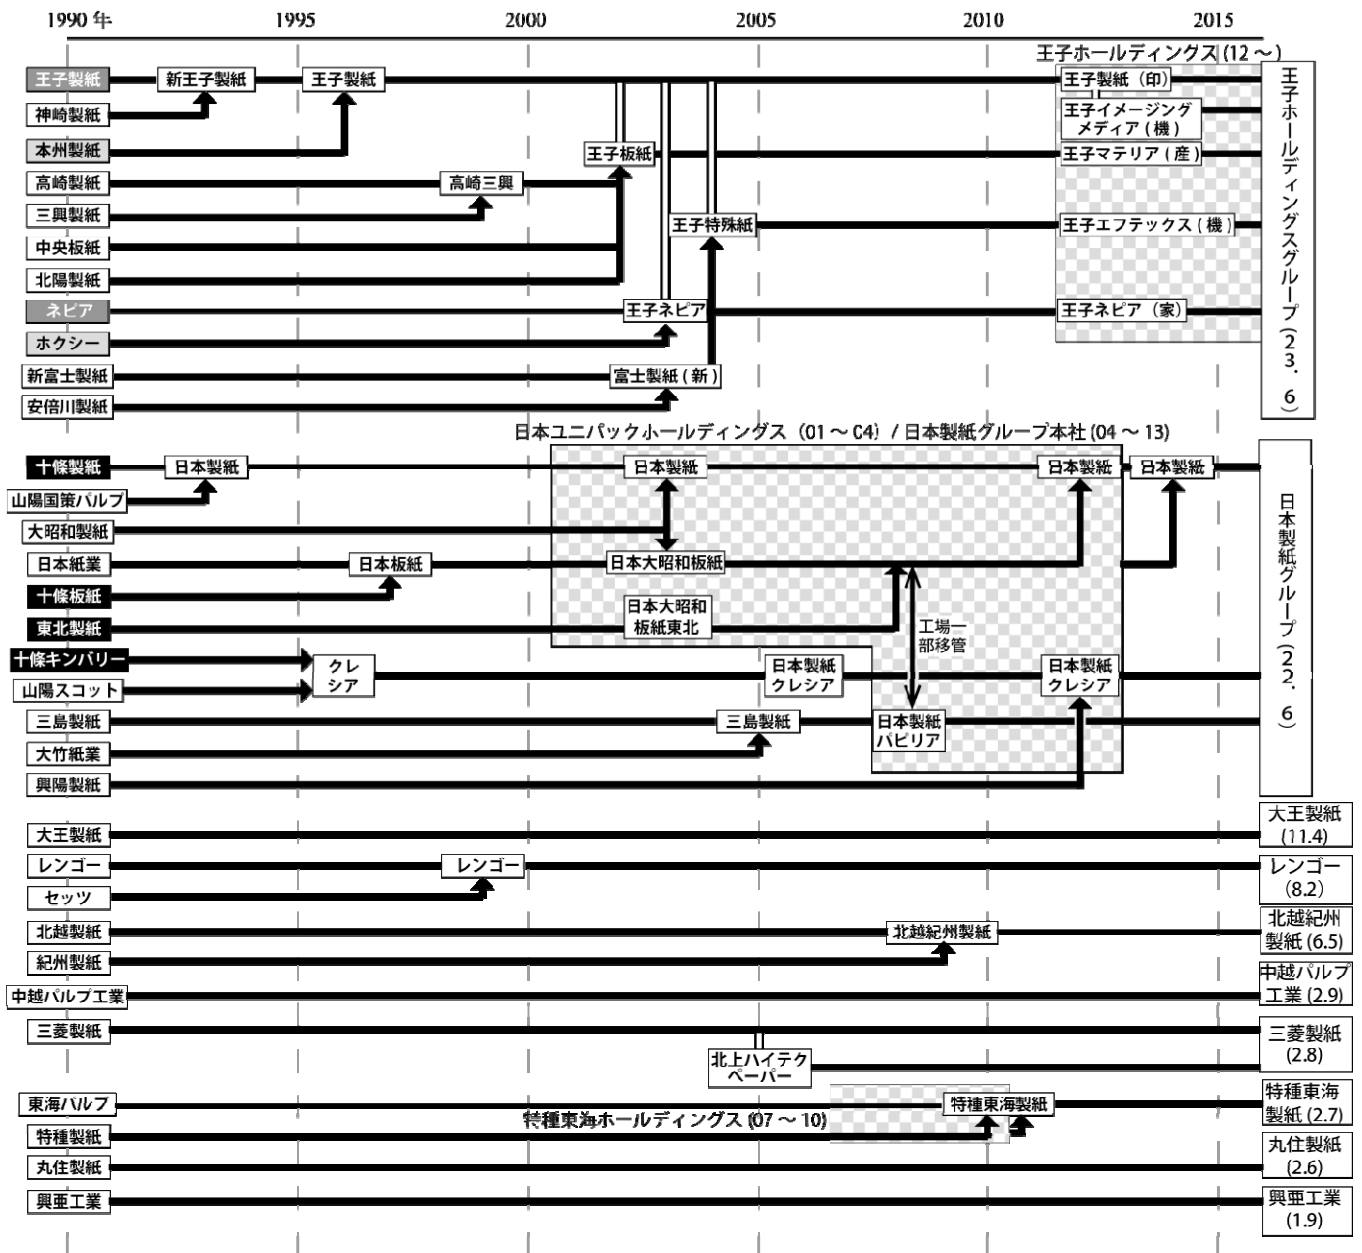 1990 年 1995 2000 2005 2010 2015
王子ホールディングス (12 ～ )
王子製紙 新王子製紙 王子製紙 王子製紙（印）
神崎製紙 王子イメージング
メディア ( 機 )
本州製紙 王子板紙 王子マテリア ( 産 )
高崎製紙 高崎三興
三興製紙 王子特殊紙 王子エフテックス ( 機 )
中央板紙
北陽製紙
ネピア 王子ネピア 王子ネピア（家）
ホクシー
新富士製紙 富士製紙 ( 新 )
安倍川製紙
王子ホールディングスグループ (23.6)
日本ユニパックホールディングス（01 ～ 04）/ 日本製紙グループ本社 (04 ～ 13)
十條製紙 日本製紙 日本製紙 日本製紙 日本製紙
山陽国策パルプ
大昭和製紙
日本紙業 日本板紙 日本大昭和板紙
十條板紙 日本大昭和
板紙東北
東北製紙 工場一
部移管
十條キンバリー クレ
シア 日本製紙
クレシア 日本製紙
クレシア
山陽スコット
三島製紙 三島製紙 日本製紙
パピリア
大竹紙業
興陽製紙
日本製紙グループ (22.6)
大王製紙 大王製紙
(11.4)
レンゴー レンゴー レンゴー
(8.2)
セッツ
北越製紙 北越紀州製紙 北越紀州
製紙 (6.5)
紀州製紙
中越パルプ工業 中越パルプ
工業 (2.9)
三菱製紙 三菱製紙
(2.8)
北上ハイテク
ペーパー
東海パルプ 特種東海製紙 特種東海
製紙 (2.7)
特種東海ホールディングス (07 ～ 10)
特種製紙
丸住製紙 丸住製紙
(2.6)
興亜工業 興亜工業
(1.9)